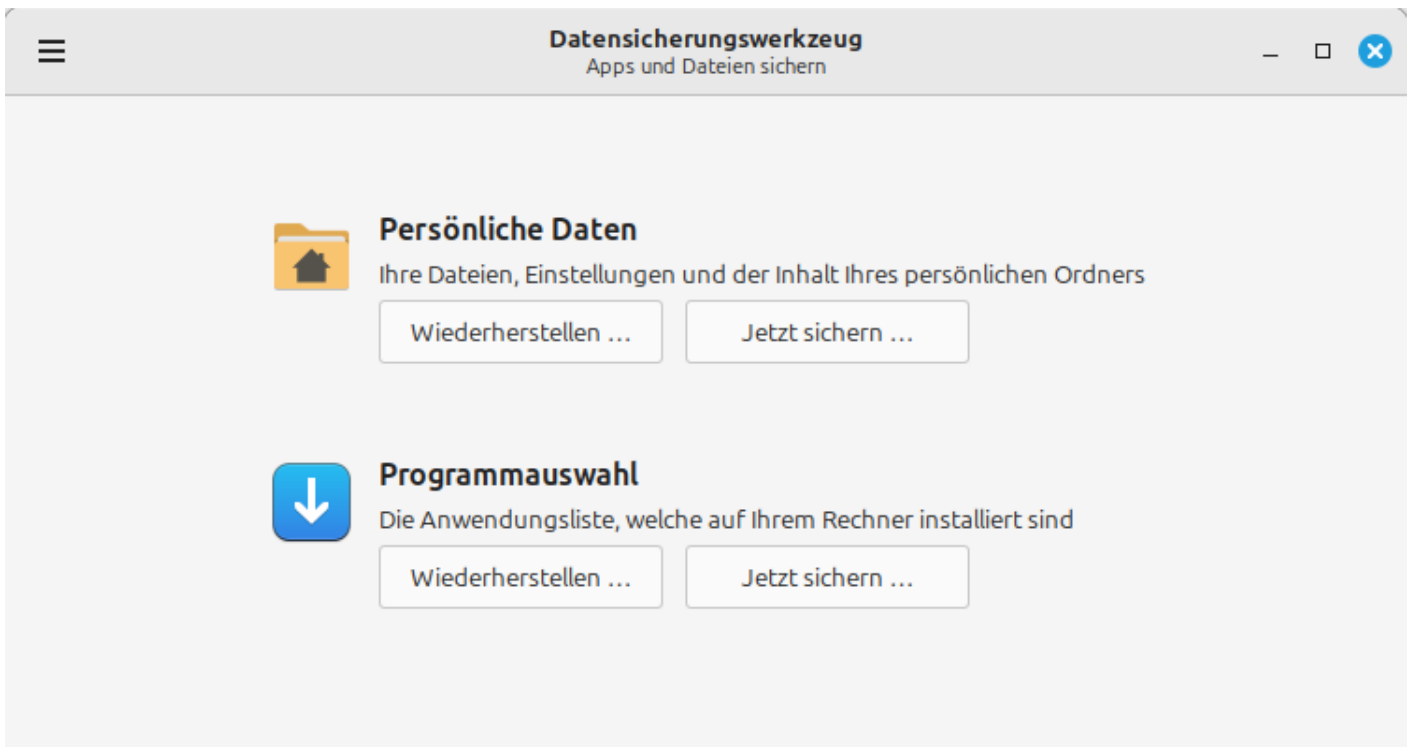 Datensicherungswerkzeug
Apps und Dateien sichern
Persönliche Daten
Ihre Dateien, Einstellungen und der Inhalt Ihres persönlichen Ordners
Wiederherstellen … Jetzt sichern …
Programmauswahl
Die Anwendungsliste, welche auf Ihrem Rechner installiert sind
Wiederherstellen … Jetzt sichern …